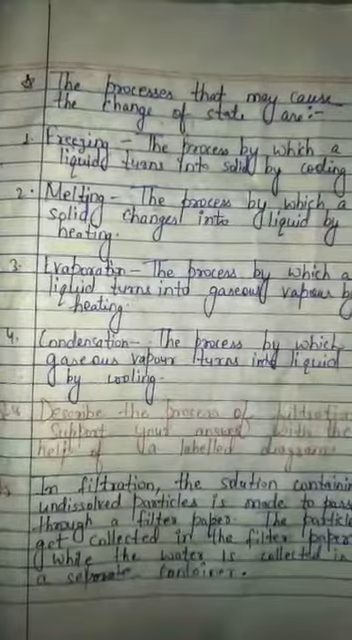 The processes that may cause
the change of state are:-
1. Freezing - The process by which a
liquid turns into solid by cooling
2. Melting - The process by which a
solid changes into liquid by
heating.
3. Evaporation - The process by which a
liquid turns into gaseous vapour by
heating.
4. Condensation - The process by which
gaseous vapour turns into liquid
by cooling.
Describe the process of filtration
Support your answer with the
help of a labelled diagram.
In filtration, the solution containin
undissolved particles is made to pass
through a filter paper. The particle
get collected in the filter paper
while the water is collected in
a separate container.